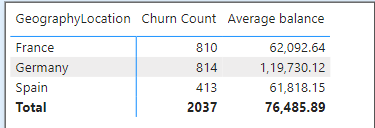 GeographyLocation Churn Count Average balance
France 810 62,092.64
Germany 814 1,19,730.12
Spain 413 61,818.15
Total 2037 76,485.89